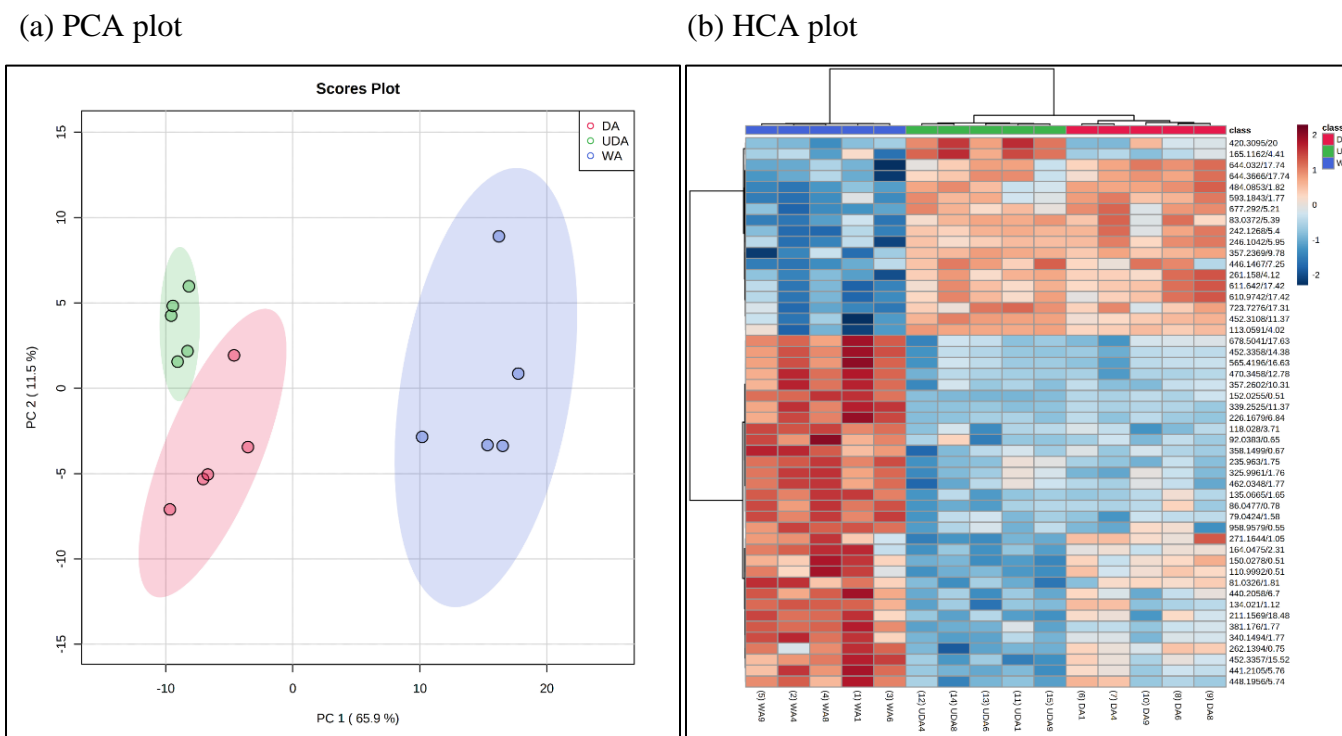 (a) PCA plot
(b) HCA plot
Scores Plot
DA
UDA
WA
PC 2 ( 11.5 %)
15
10
5
0
-5
-10
-15
-10
0
10
20
PC 1 ( 65.9 %)
class
420.3095/20
165.1162/4.41
644.032/17.74
644.3666/17.74
484.0853/1.82
593.1843/1.77
677.292/5.21
83.0372/5.39
242.1268/5.4
246.1042/5.95
357.2369/9.78
446.1467/7.25
261.158/4.12
611.642/17.42
610.9742/17.42
723.7276/17.31
452.3108/11.37
113.0591/4.02
678.5041/17.63
452.3358/14.38
565.4196/16.63
470.3458/12.78
357.2602/10.31
152.0255/0.51
339.2525/11.37
226.1679/6.84
118.028/3.71
92.0383/0.65
358.1499/0.67
235.963/1.75
325.9961/1.76
462.0348/1.77
135.0665/1.65
86.0477/0.78
79.0424/1.58
958.9579/0.55
271.1644/1.05
164.0475/2.31
150.0278/0.51
110.9992/0.51
81.0326/1.81
440.2058/6.7
134.021/1.12
211.1569/18.48
381.176/1.77
340.1494/1.77
262.1394/0.75
452.3357/15.52
441.2105/5.76
448.1956/5.74
2
1
0
-1
-2
class
D
U
W
(5) WA9
(2) WA4
(4) WA8
(1) WA1
(3) WA6
(12) UDA4
(14) UDA8
(13) UDA6
(11) UDA1
(15) UDA9
(6) DA1
(7) DA4
(10) DA9
(8) DA6
(9) DA8